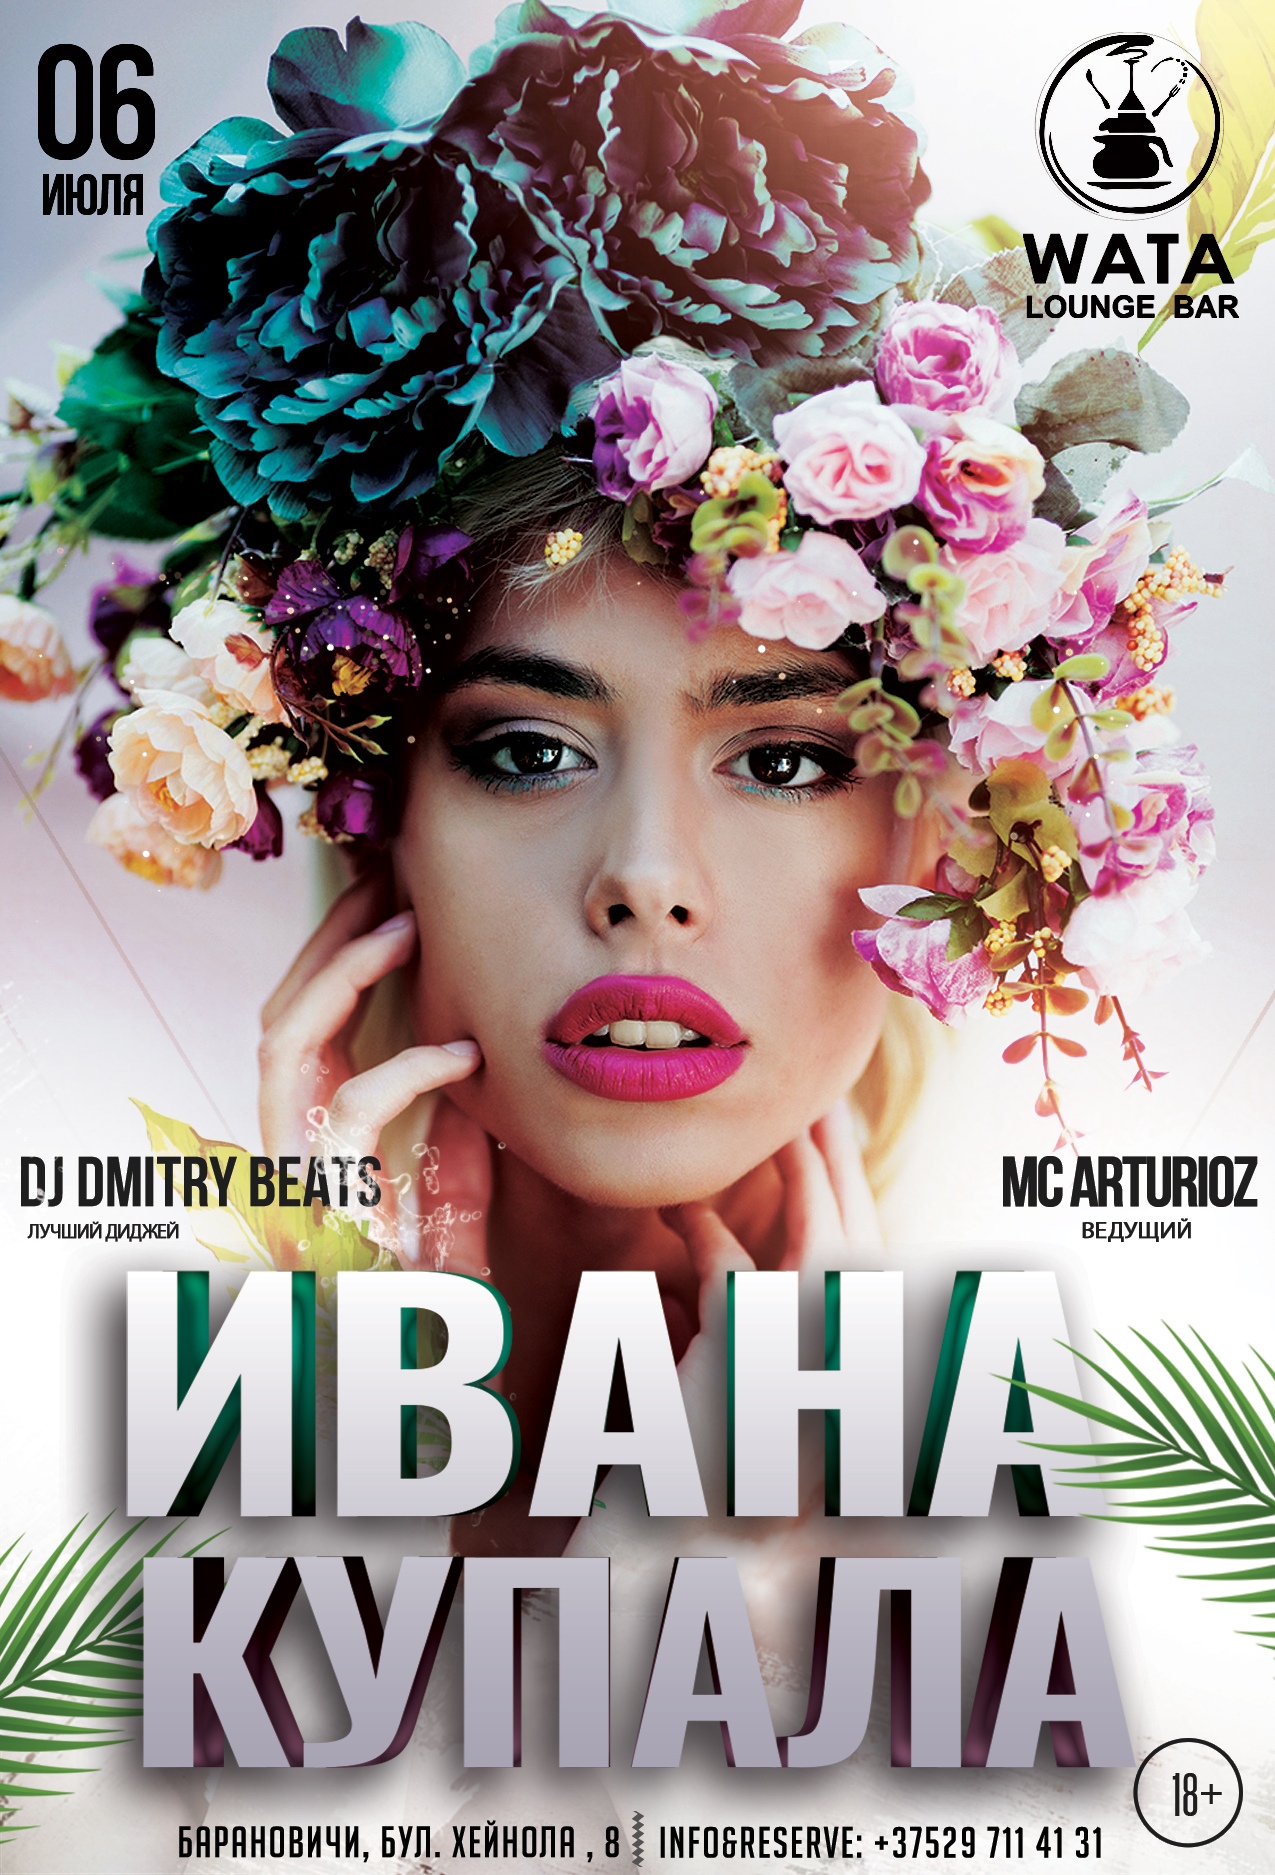 06
ИЮЛЯ
WATA
LOUNGE BAR
DJ DMITRY BEATS
ЛУЧШИЙ ДИДЖЕЙ
MC ARTURIOZ
ВЕДУЩИЙ
ИВАНА
КУПАЛА
18+
БАРАНОВИЧИ, БУЛ. ХЕЙНОЛА , 8
INFO&RESERVE: +37529 711 41 31